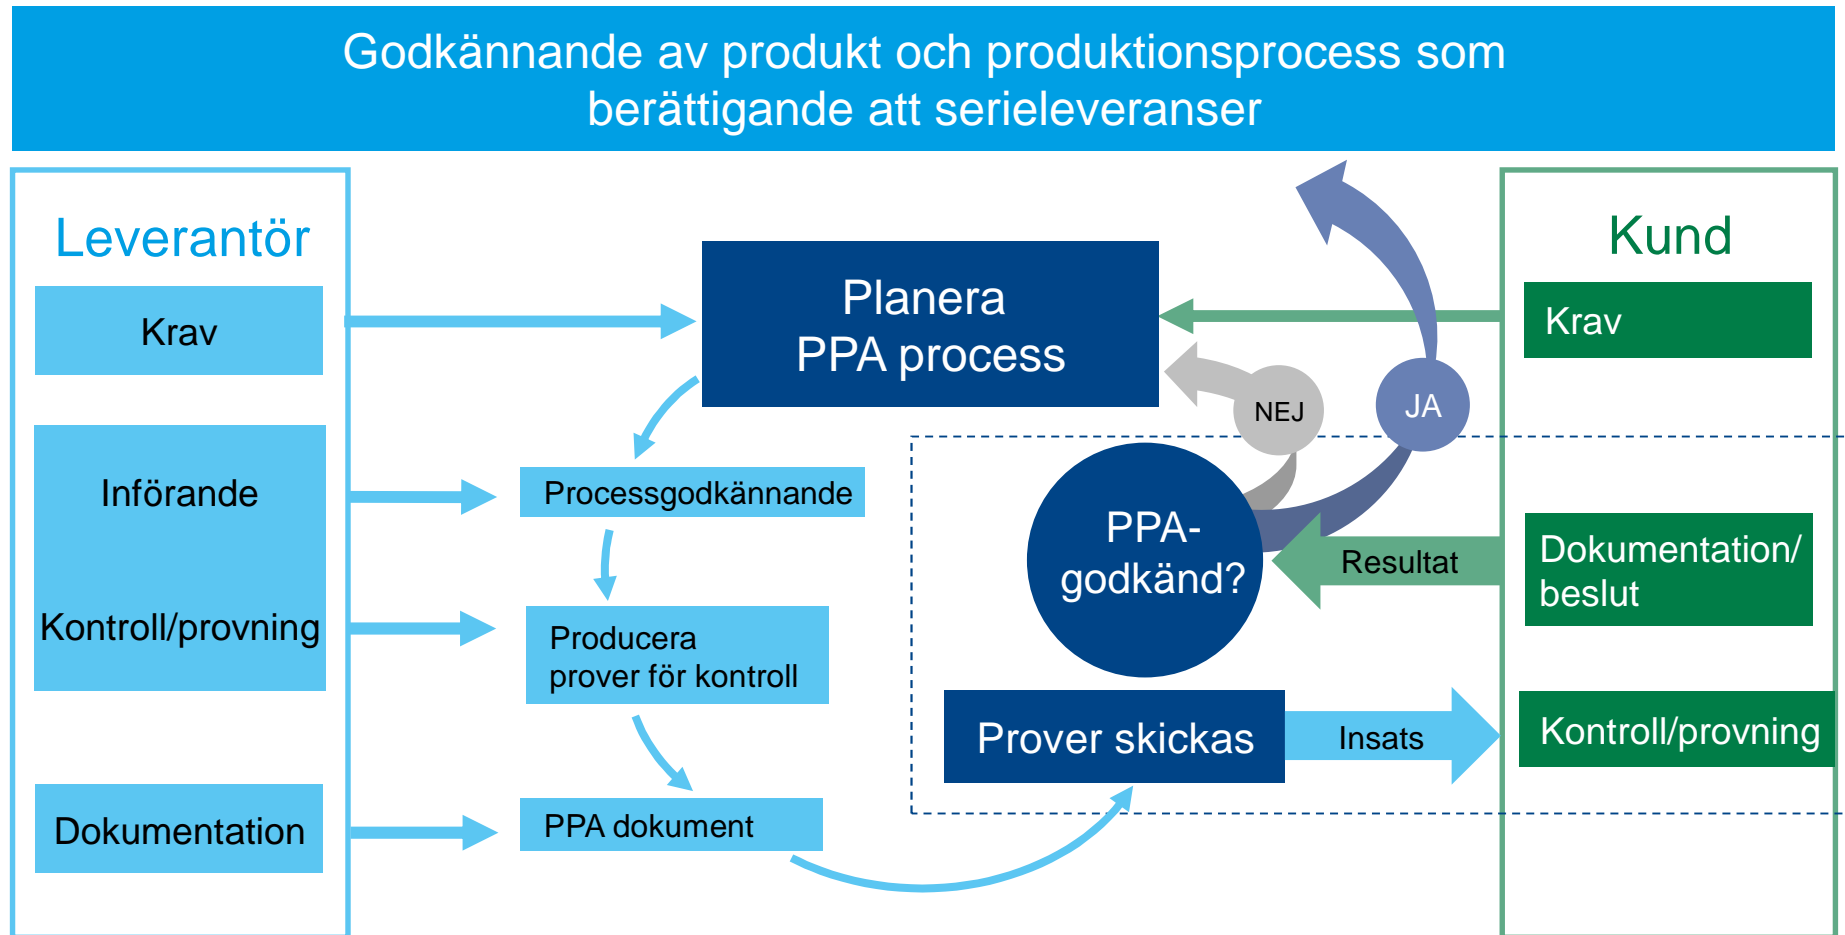 Godkännande av produkt och produktionsprocess som
berättigande att serieleveranser
Leverantör
Krav
Införande
Kontroll/provning
Dokumentation
Planera
PPA process
Processgodkännande
Producera
prover för kontroll
PPA dokument
NEJ
JA
PPA-
godkänd?
Resultat
Prover skickas
Insats
Kund
Krav
Dokumentation/
beslut
Kontroll/provning